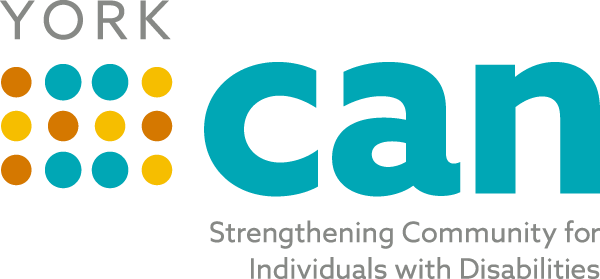 YORK
can
Strengthening Community for
Individuals with Disabilities